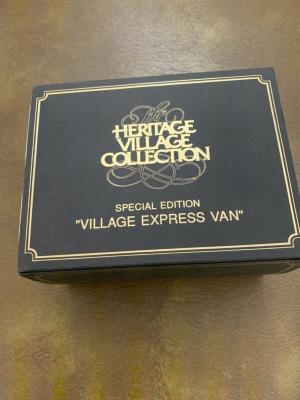 The
HERITAGE
VILLAGE
COLLECTION
SPECIAL EDITION
"VILLAGE EXPRESS VAN"